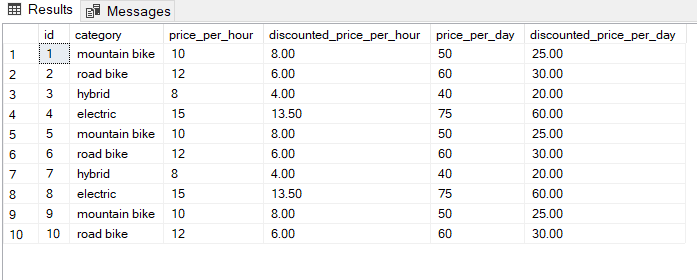 Results Messages
id category price_per_hour discounted_price_per_hour price_per_day discounted_price_per_day
1 1 mountain bike 10 8.00 50 25.00
2 2 road bike 12 6.00 60 30.00
3 3 hybrid 8 4.00 40 20.00
4 4 electric 15 13.50 75 60.00
5 5 mountain bike 10 8.00 50 25.00
6 6 road bike 12 6.00 60 30.00
7 7 hybrid 8 4.00 40 20.00
8 8 electric 15 13.50 75 60.00
9 9 mountain bike 10 8.00 50 25.00
10 10 road bike 12 6.00 60 30.00